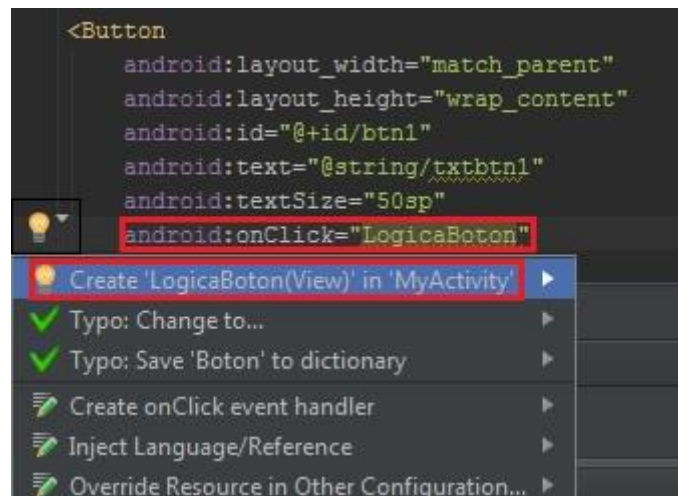 <Button
android:layout_width="match_parent"
android:layout_height="wrap_content"
android:id="@+id/btn1"
android:text="@string/txtbtn1"
android:textSize="50sp"
android:onClick="LogicaBoton"
Create 'LogicaBoton(View)' in 'MyActivity'
Typo: Change to...
Typo: Save 'Boton' to dictionary
Create onClick event handler
Inject Language/Reference
Override Resource in Other Configuration...